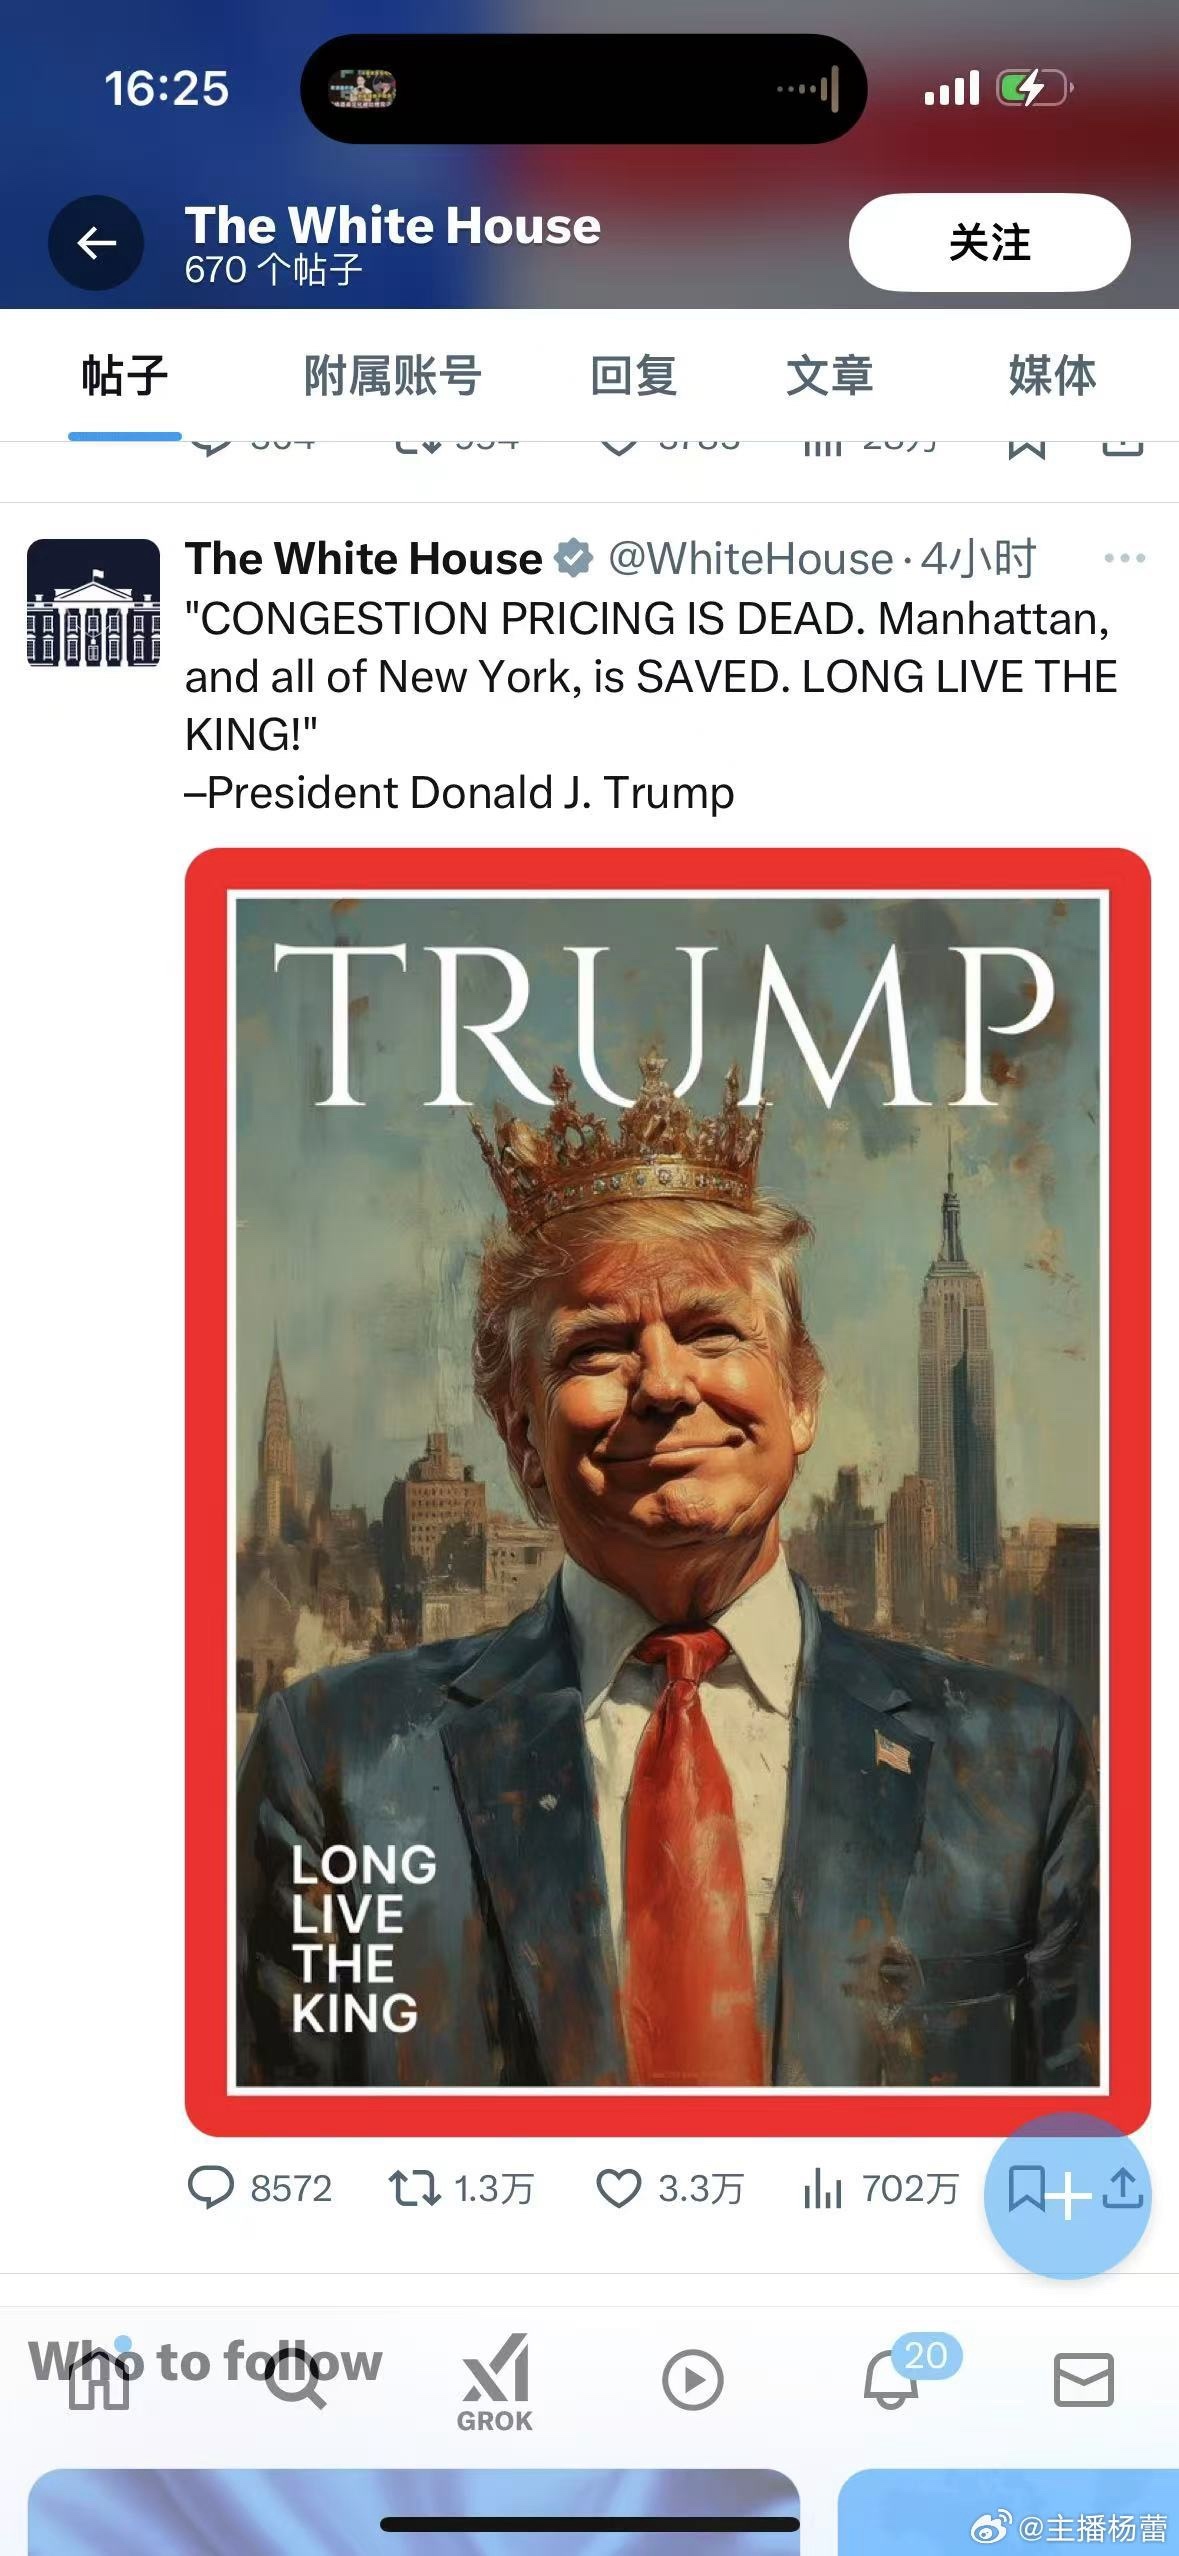 16:25
The White House
670 个帖子
关注
帖子
附属账号
回复
文章
媒体
The White House @WhiteHouse · 4小时
"CONGESTION PRICING IS DEAD. Manhattan,
and all of New York, is SAVED. LONG LIVE THE
KING!"
–President Donald J. Trump
TRUMP
LONG
LIVE
THE
KING
8572
1.3万
3.3万
702万
Who to follow
GROK
20
@主播杨蕾